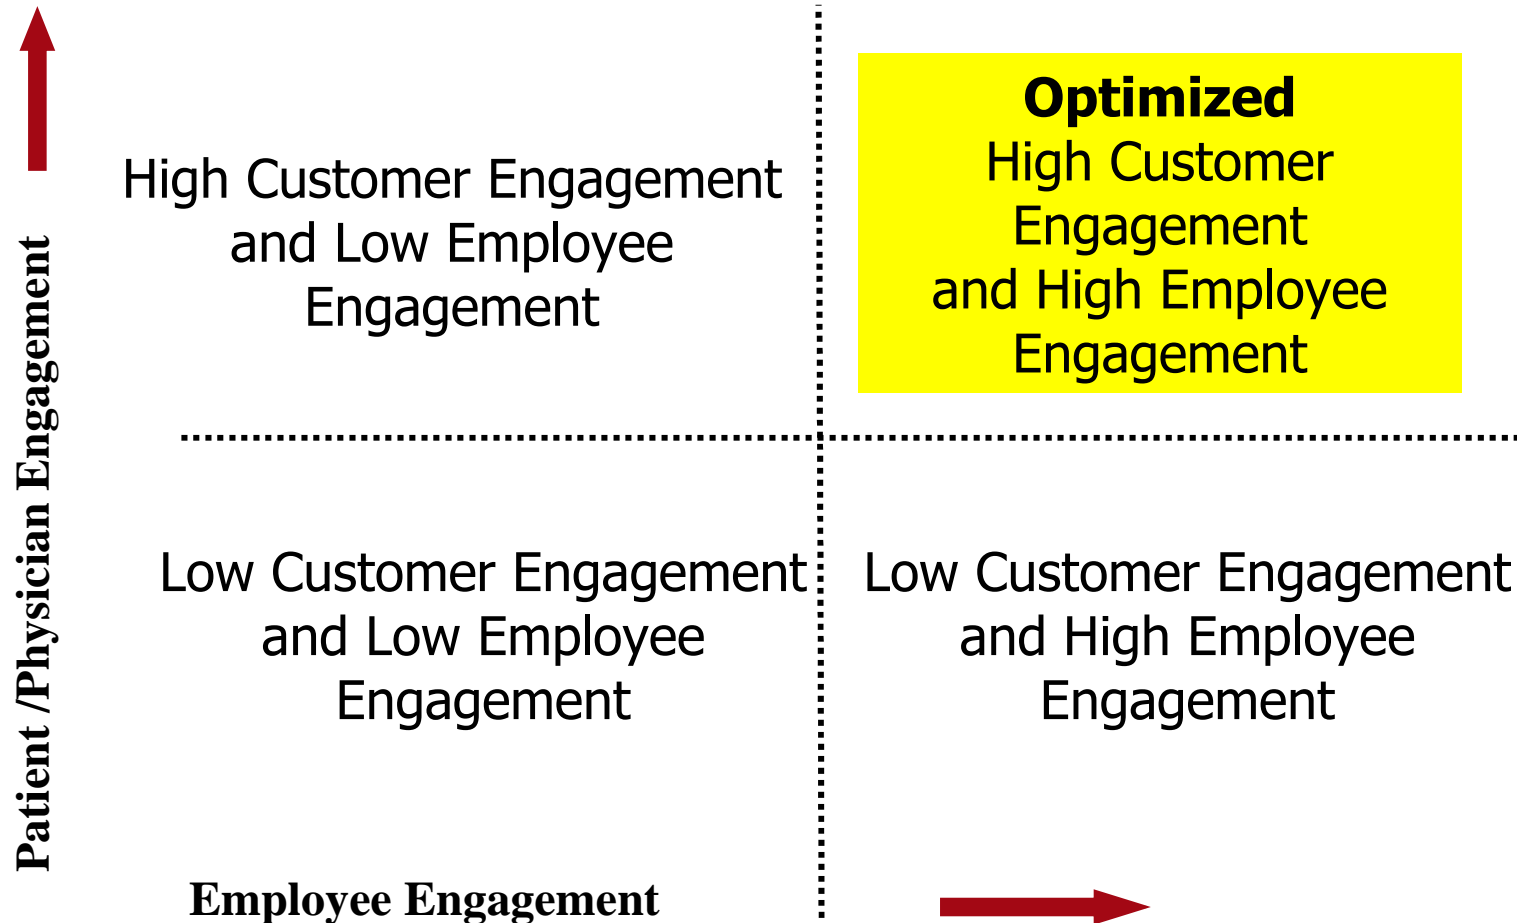 Patient /Physician Engagement
High Customer Engagement
and Low Employee
Engagement
Optimized
High Customer
Engagement
and High Employee
Engagement
Low Customer Engagement
and Low Employee
Engagement
Low Customer Engagement
and High Employee
Engagement
Employee Engagement